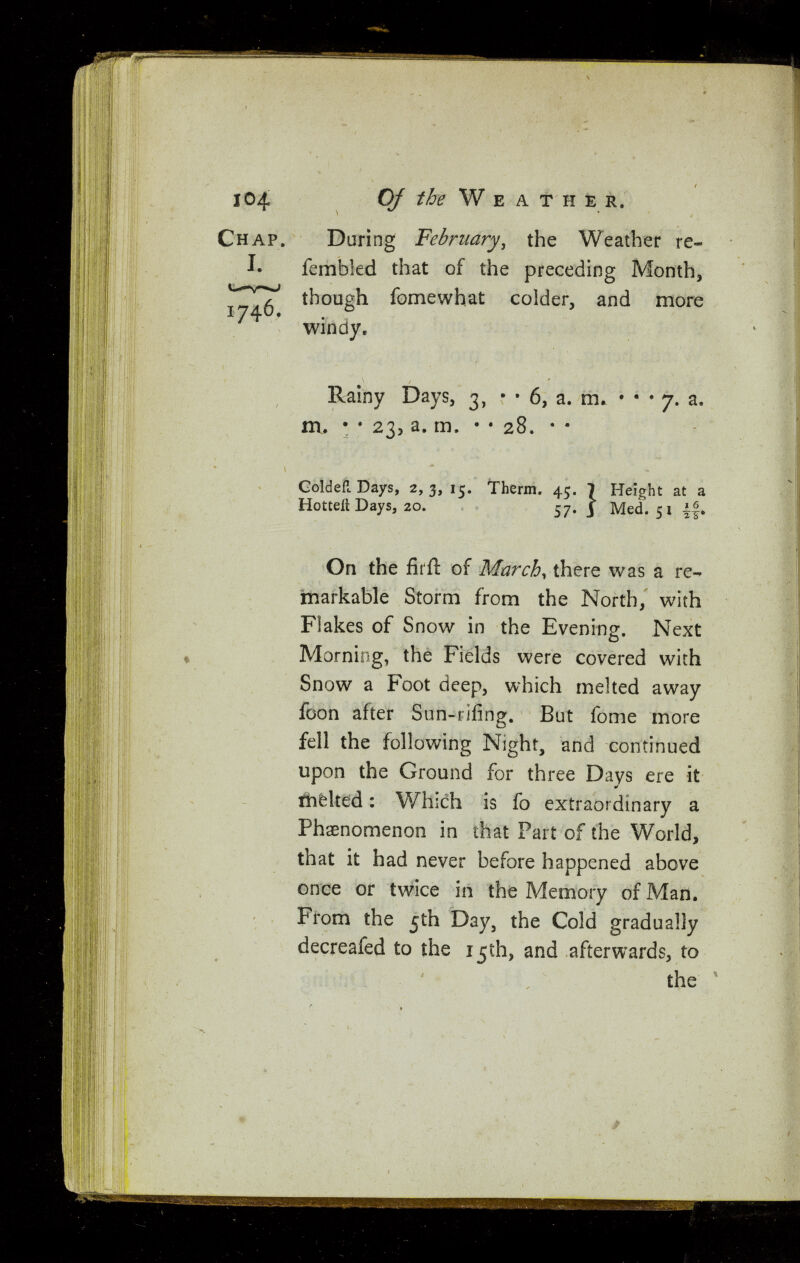 104 Of the WEATHER.
CHAP. During February, the Weather re-
I. ſembled that of the preceding Month,
1746. though ſomewhat colder, and more
windy.
Rainy Days, 3, • • 6, a. m. • • • 7. a.
m. • • 23, a. m. • • 28. • •
Coldeſt Days, 2, 3, 15. Therm. 45. } Height at a
Hotteſt Days, 20. 57. } Med. 51 16/28.
On the firſt of March, there was a re-
markable Storm from the North, with
Flakes of Snow in the Evening. Next
Morning, the Fields were covered with
Snow a Foot deep, which melted away
ſoon after Sun-riſing. But ſome more
fell the following Night, and continued
upon the Ground for three Days ere it
melted: Which is ſo extraordinary a
Phænomenon in that Part of the World,
that it had never before happened above
once or twice in the Memory of Man.
From the 5th Day, the Cold gradually
decreaſed to the 15th, and afterwards, to
the